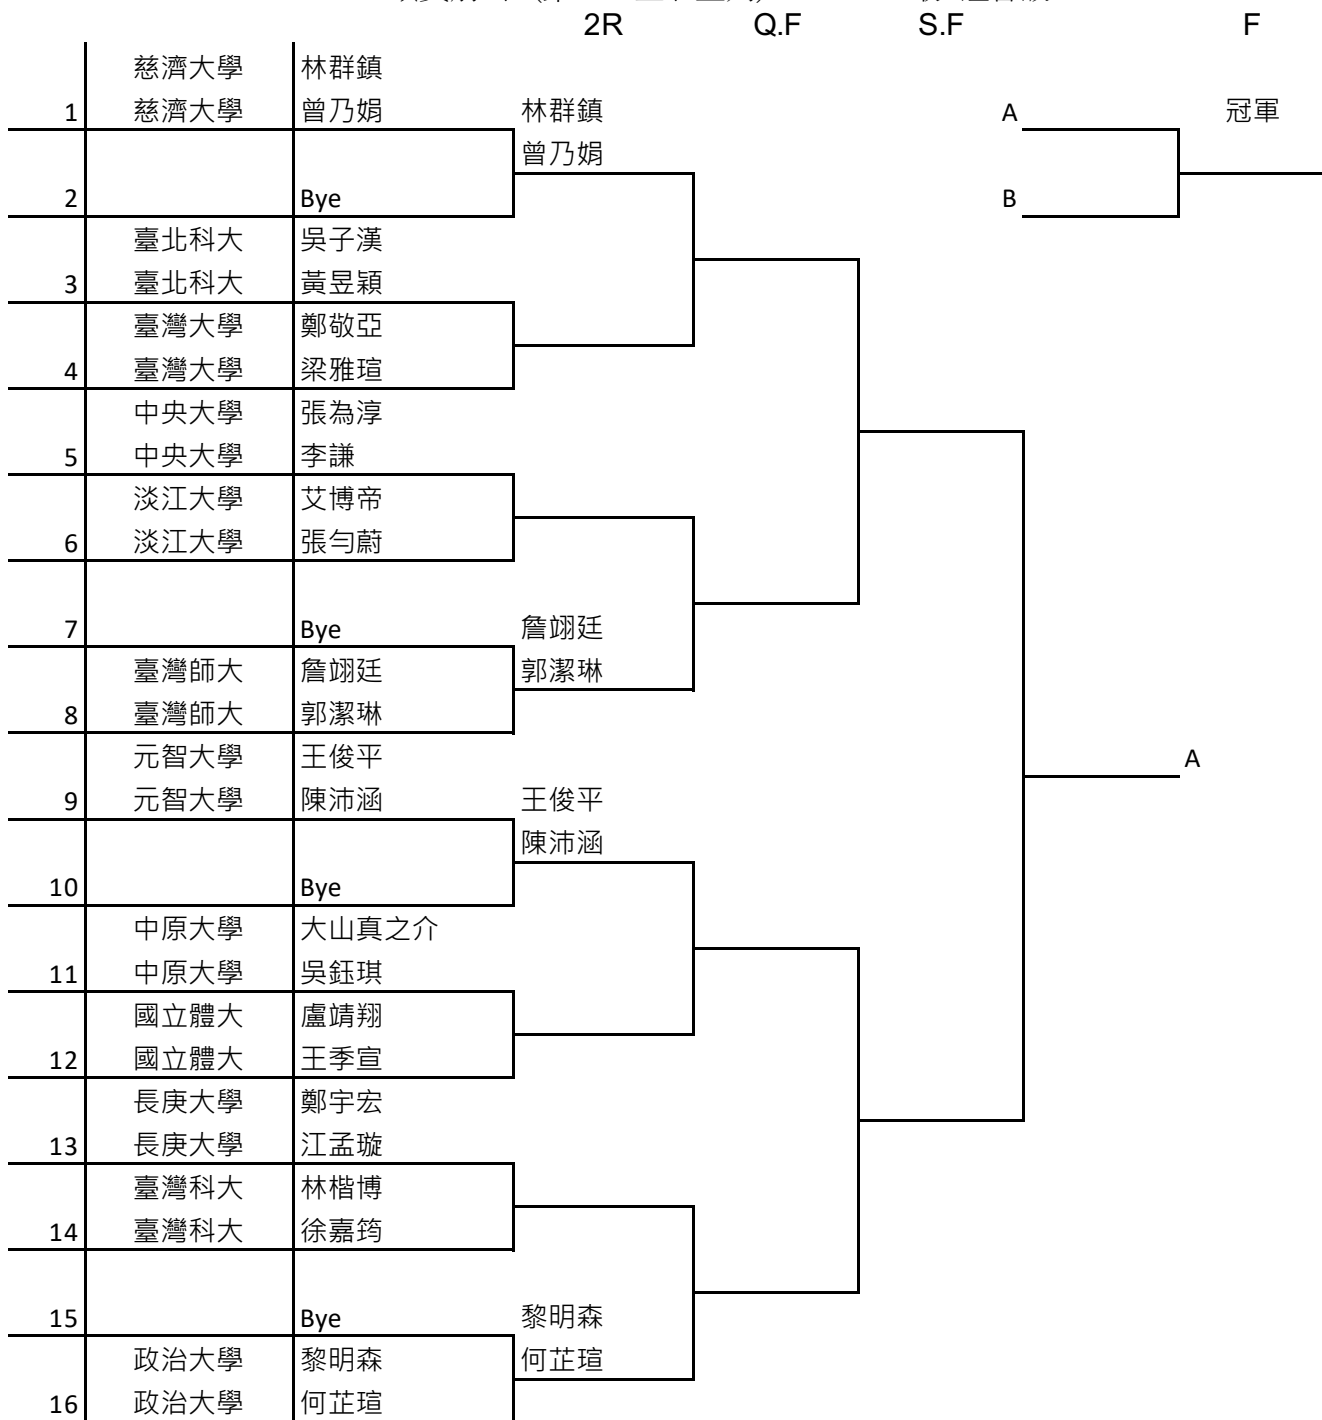 2R Q.F S.F F
慈濟大學 林群鎮
1 慈濟大學 曾乃娟 林群鎮 A 冠軍
曾乃娟
2 Bye B
臺北科大 吳子漢
3 臺北科大 黃昱穎
臺灣大學 鄭敬亞
4 臺灣大學 梁雅瑄
中央大學 張為淳
5 中央大學 李謙
淡江大學 艾博帝
6 淡江大學 張勻蔚
7 Bye 詹翊廷
臺灣師大 詹翊廷 郭潔琳
8 臺灣師大 郭潔琳
元智大學 王俊平 A
9 元智大學 陳沛涵 王俊平
陳沛涵
10 Bye
中原大學 大山真之介
11 中原大學 吳鈺琪
國立體大 盧靖翔
12 國立體大 王季宣
長庚大學 鄭宇宏
13 長庚大學 江孟璇
臺灣科大 林楷博
14 臺灣科大 徐嘉筠
15 Bye 黎明森
政治大學 黎明森 何芷瑄
16 政治大學 何芷瑄